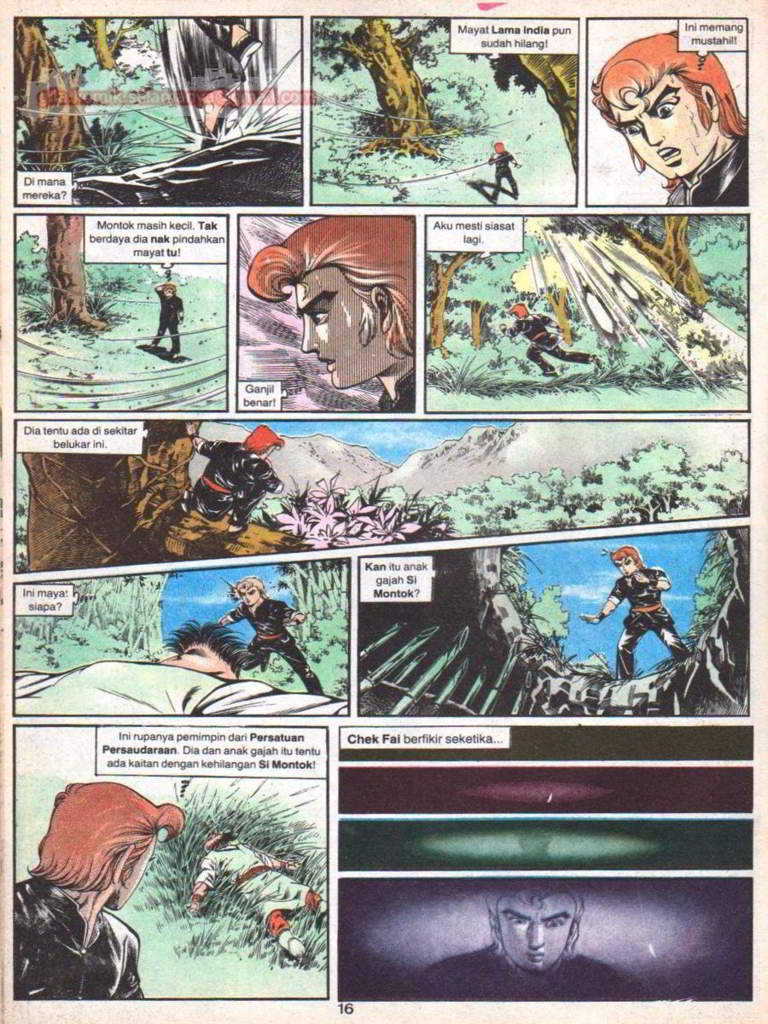 Di mana
mereka?
Mayat Lama India pun
sudah hilang!
Ini memang
mustahil!
Montok masih kecil. Tak
berdaya dia nak pindahkan
mayat tu!
Ganjil
benar!
Aku mesti siasat
lagi.
Dia tentu ada di sekitar
belukar ini.
Ini mayat
siapa?
Kan itu anak
gajah Si
Montok?
Ini rupanya pemimpin dari Persatuan
Persaudaraan. Dia dan anak gajah itu tentu
ada kaitan dengan kehilangan Si Montok!
Chek Fai berfikir seketika...
16